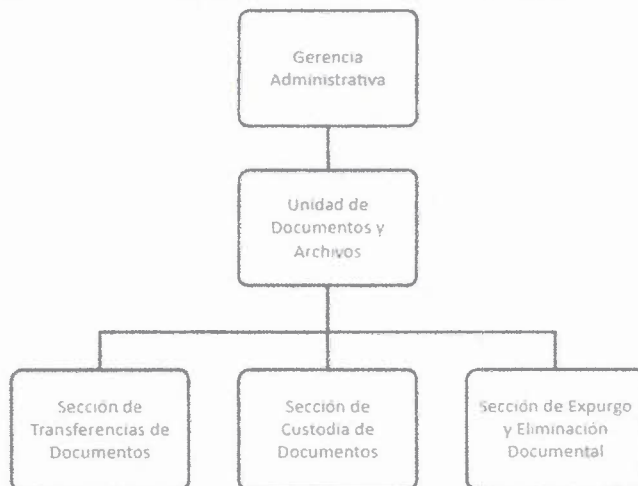 Gerencia
Administrativa
Unidad de
Documentos y
Archivos
Sección de
Transferencias de
Documentos
Sección de
Custodia de
Documentos
Sección de Expurgo
y Eliminación
Documental